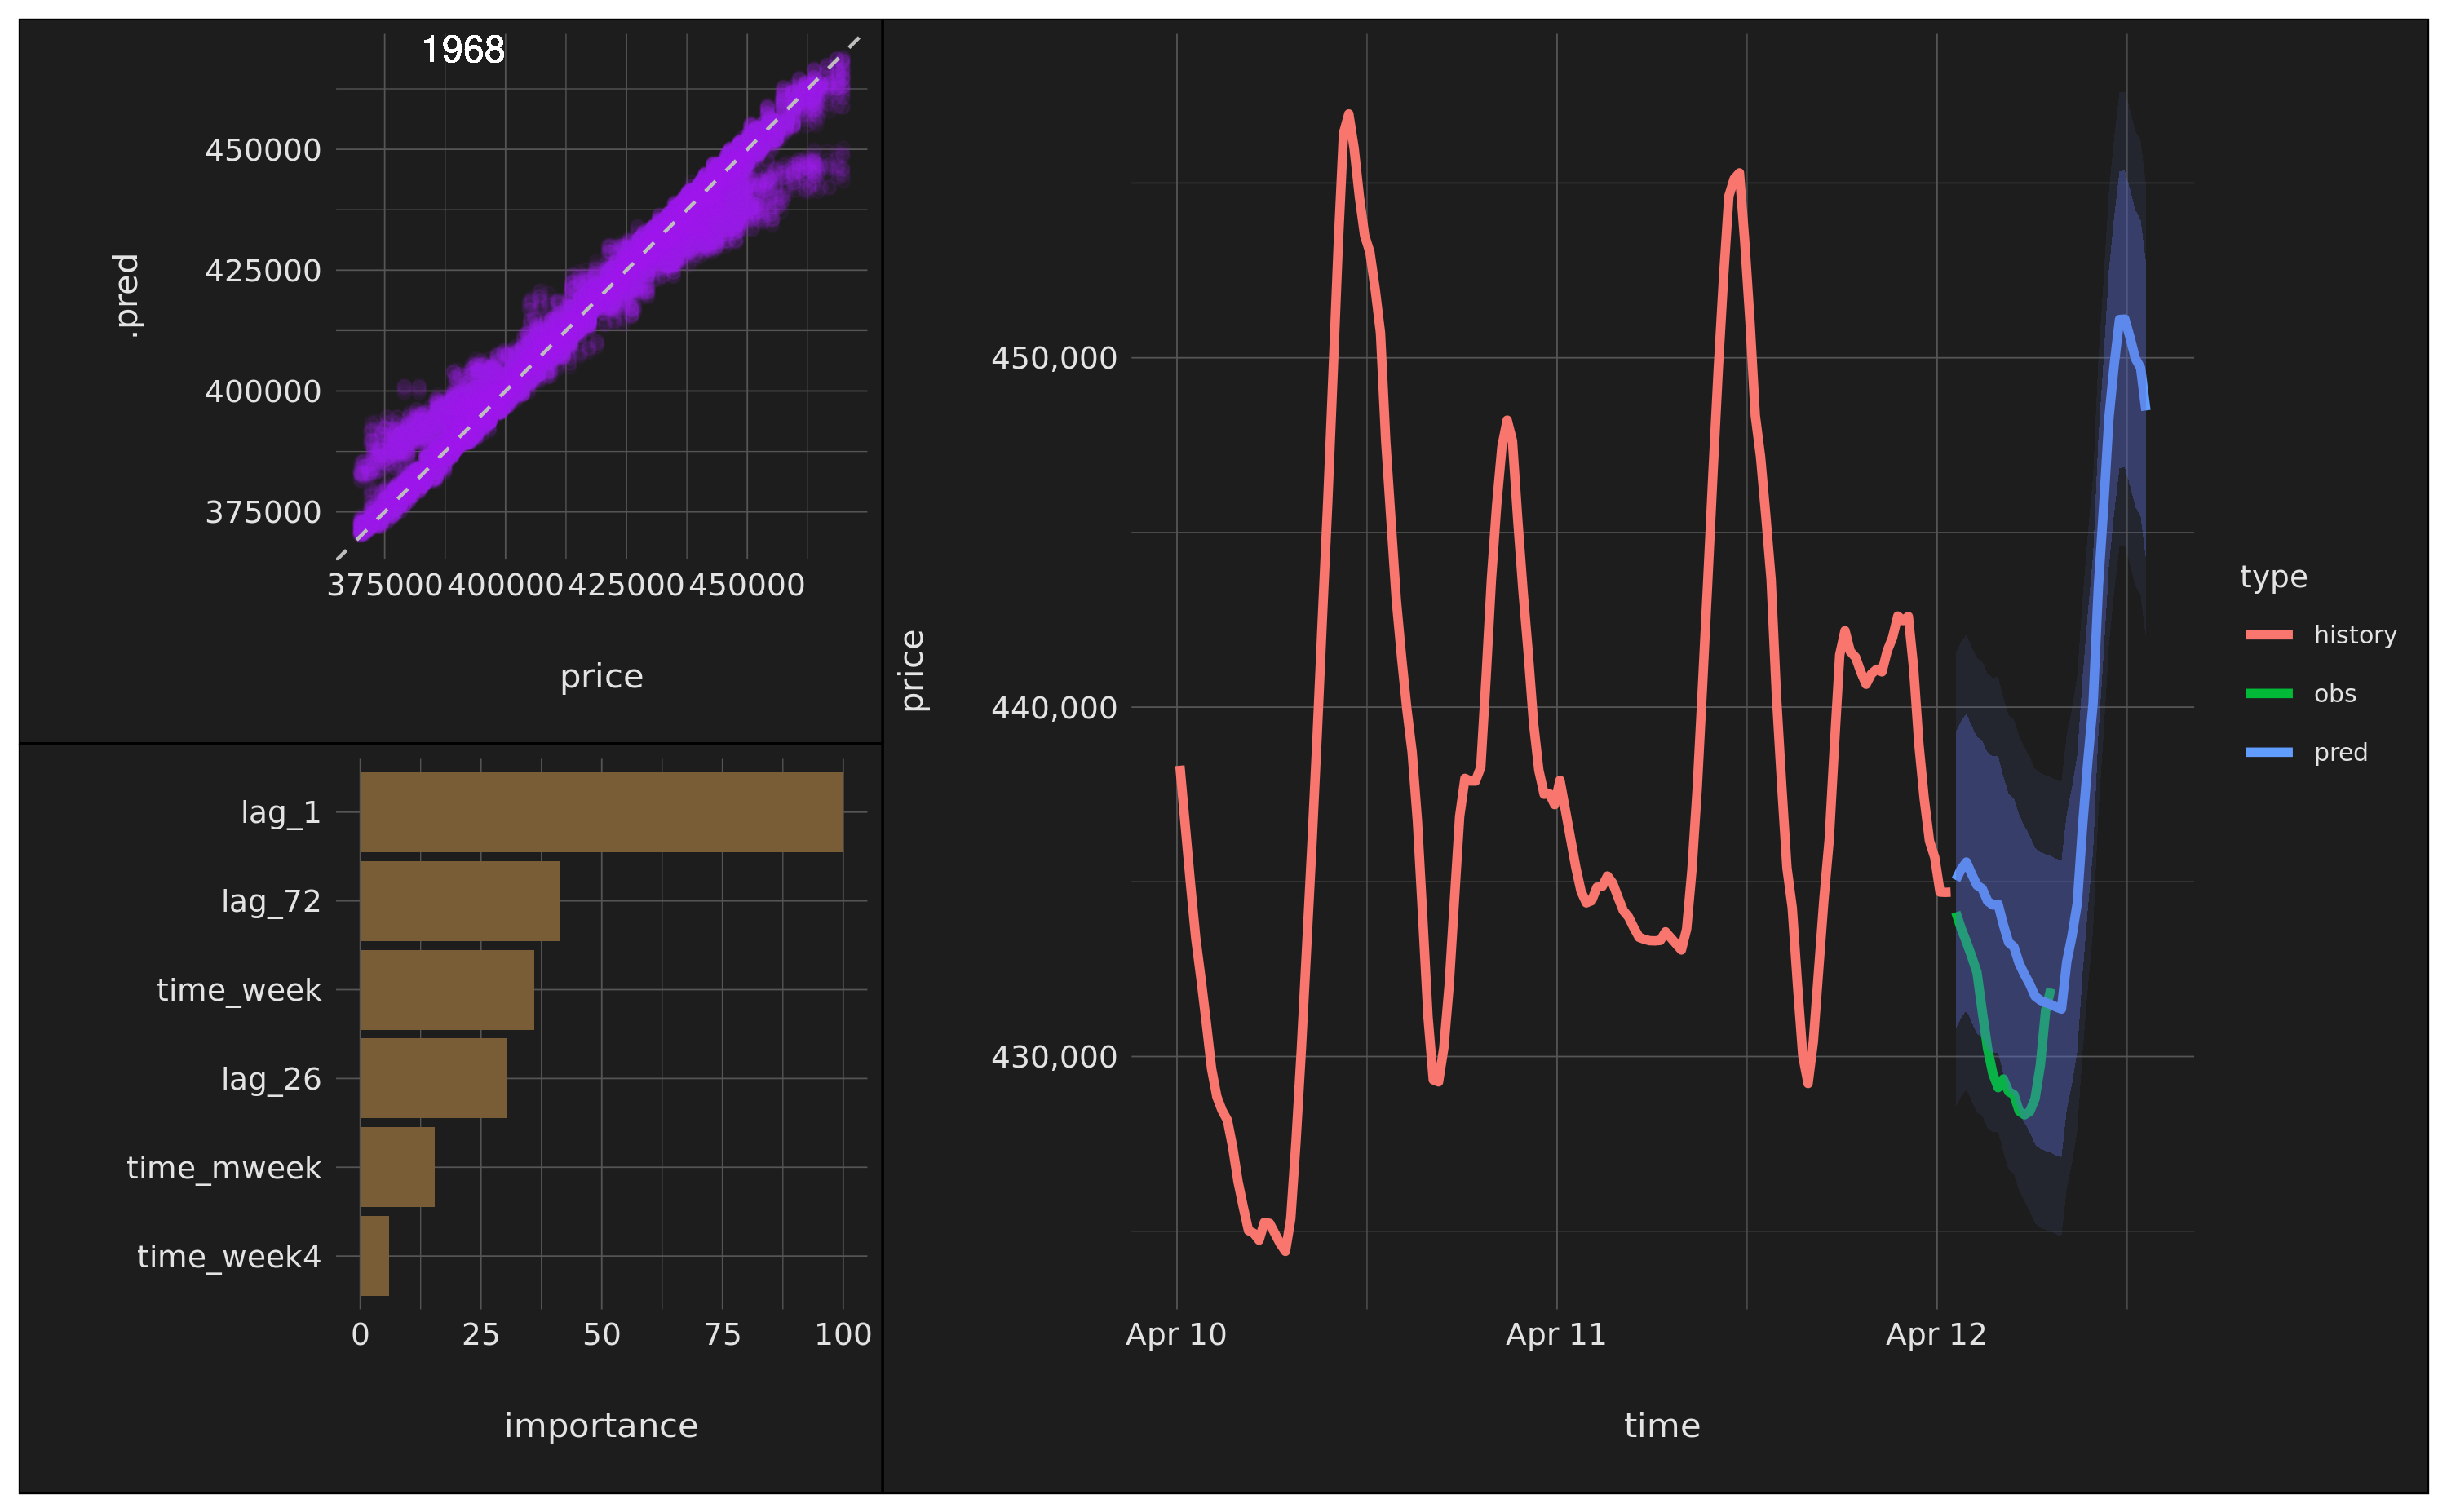 1968
.pred
450000
425000
400000
375000
375000 400000 425000 450000
price
lag_1
lag_72
time_week
lag_26
time_mweek
time_week4
0 25 50 75 100
importance
price
450,000
440,000
430,000
Apr 10 Apr 11 Apr 12
time
type
history
obs
pred